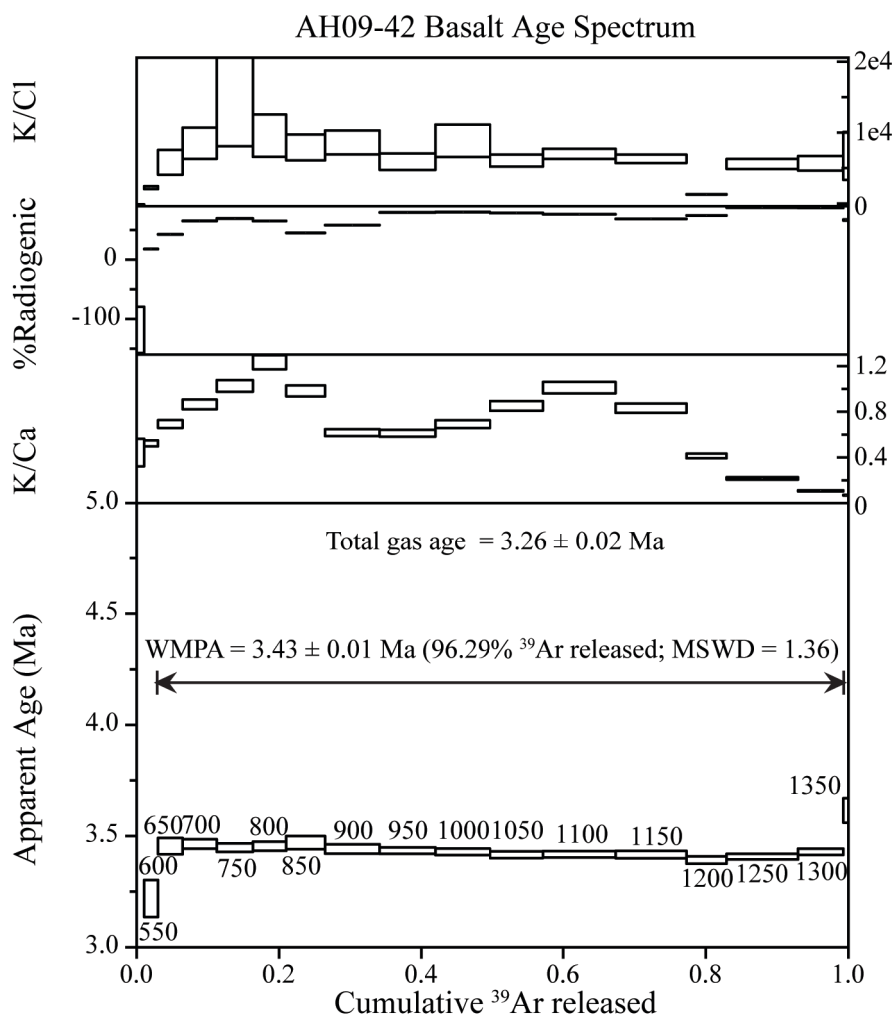 AH09-42 Basalt Age Spectrum
K/Cl
2e4
1e4
0
%Radiogenic
0
-100
K/Ca
1.2
0.8
0.4
0
5.0
4.5
4.0
3.5
3.0
Apparent Age (Ma)
Total gas age = 3.26 ± 0.02 Ma
WMPA = 3.43 ± 0.01 Ma (96.29% ³⁹Ar released; MSWD = 1.36)
1350
650 700 800 900 950 1000 1050 1100 1150
600 750 850 1200 1250 1300
550
0.0 0.2 0.4 0.6 0.8 1.0
Cumulative ³⁹Ar released